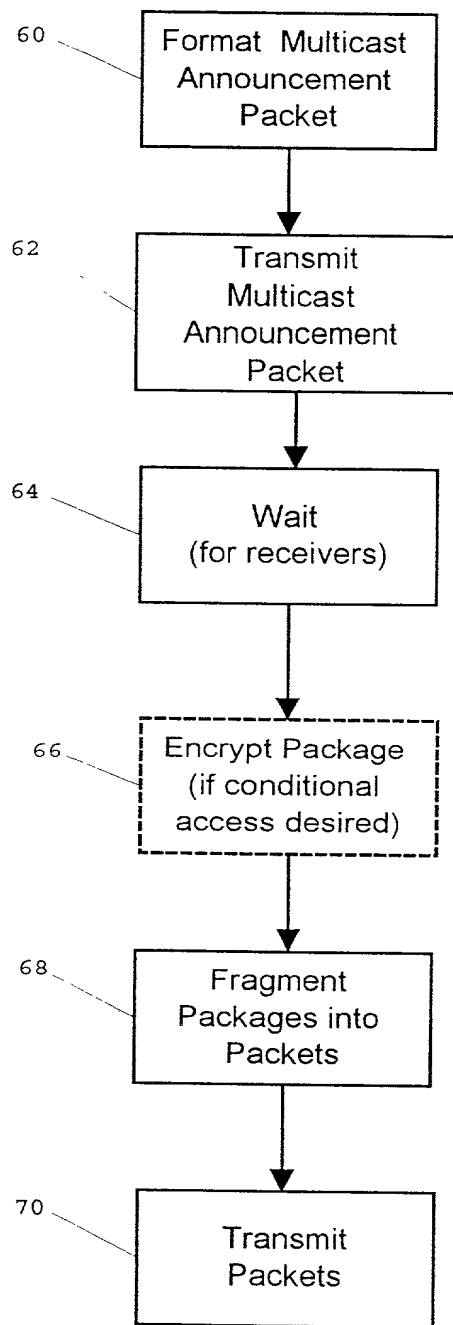 60
Format Multicast
Announcement
Packet
62
Transmit
Multicast
Announcement
Packet
64
Wait
(for receivers)
66
Encrypt Package
(if conditional
access desired)
68
Fragment
Packages into
Packets
70
Transmit
Packets